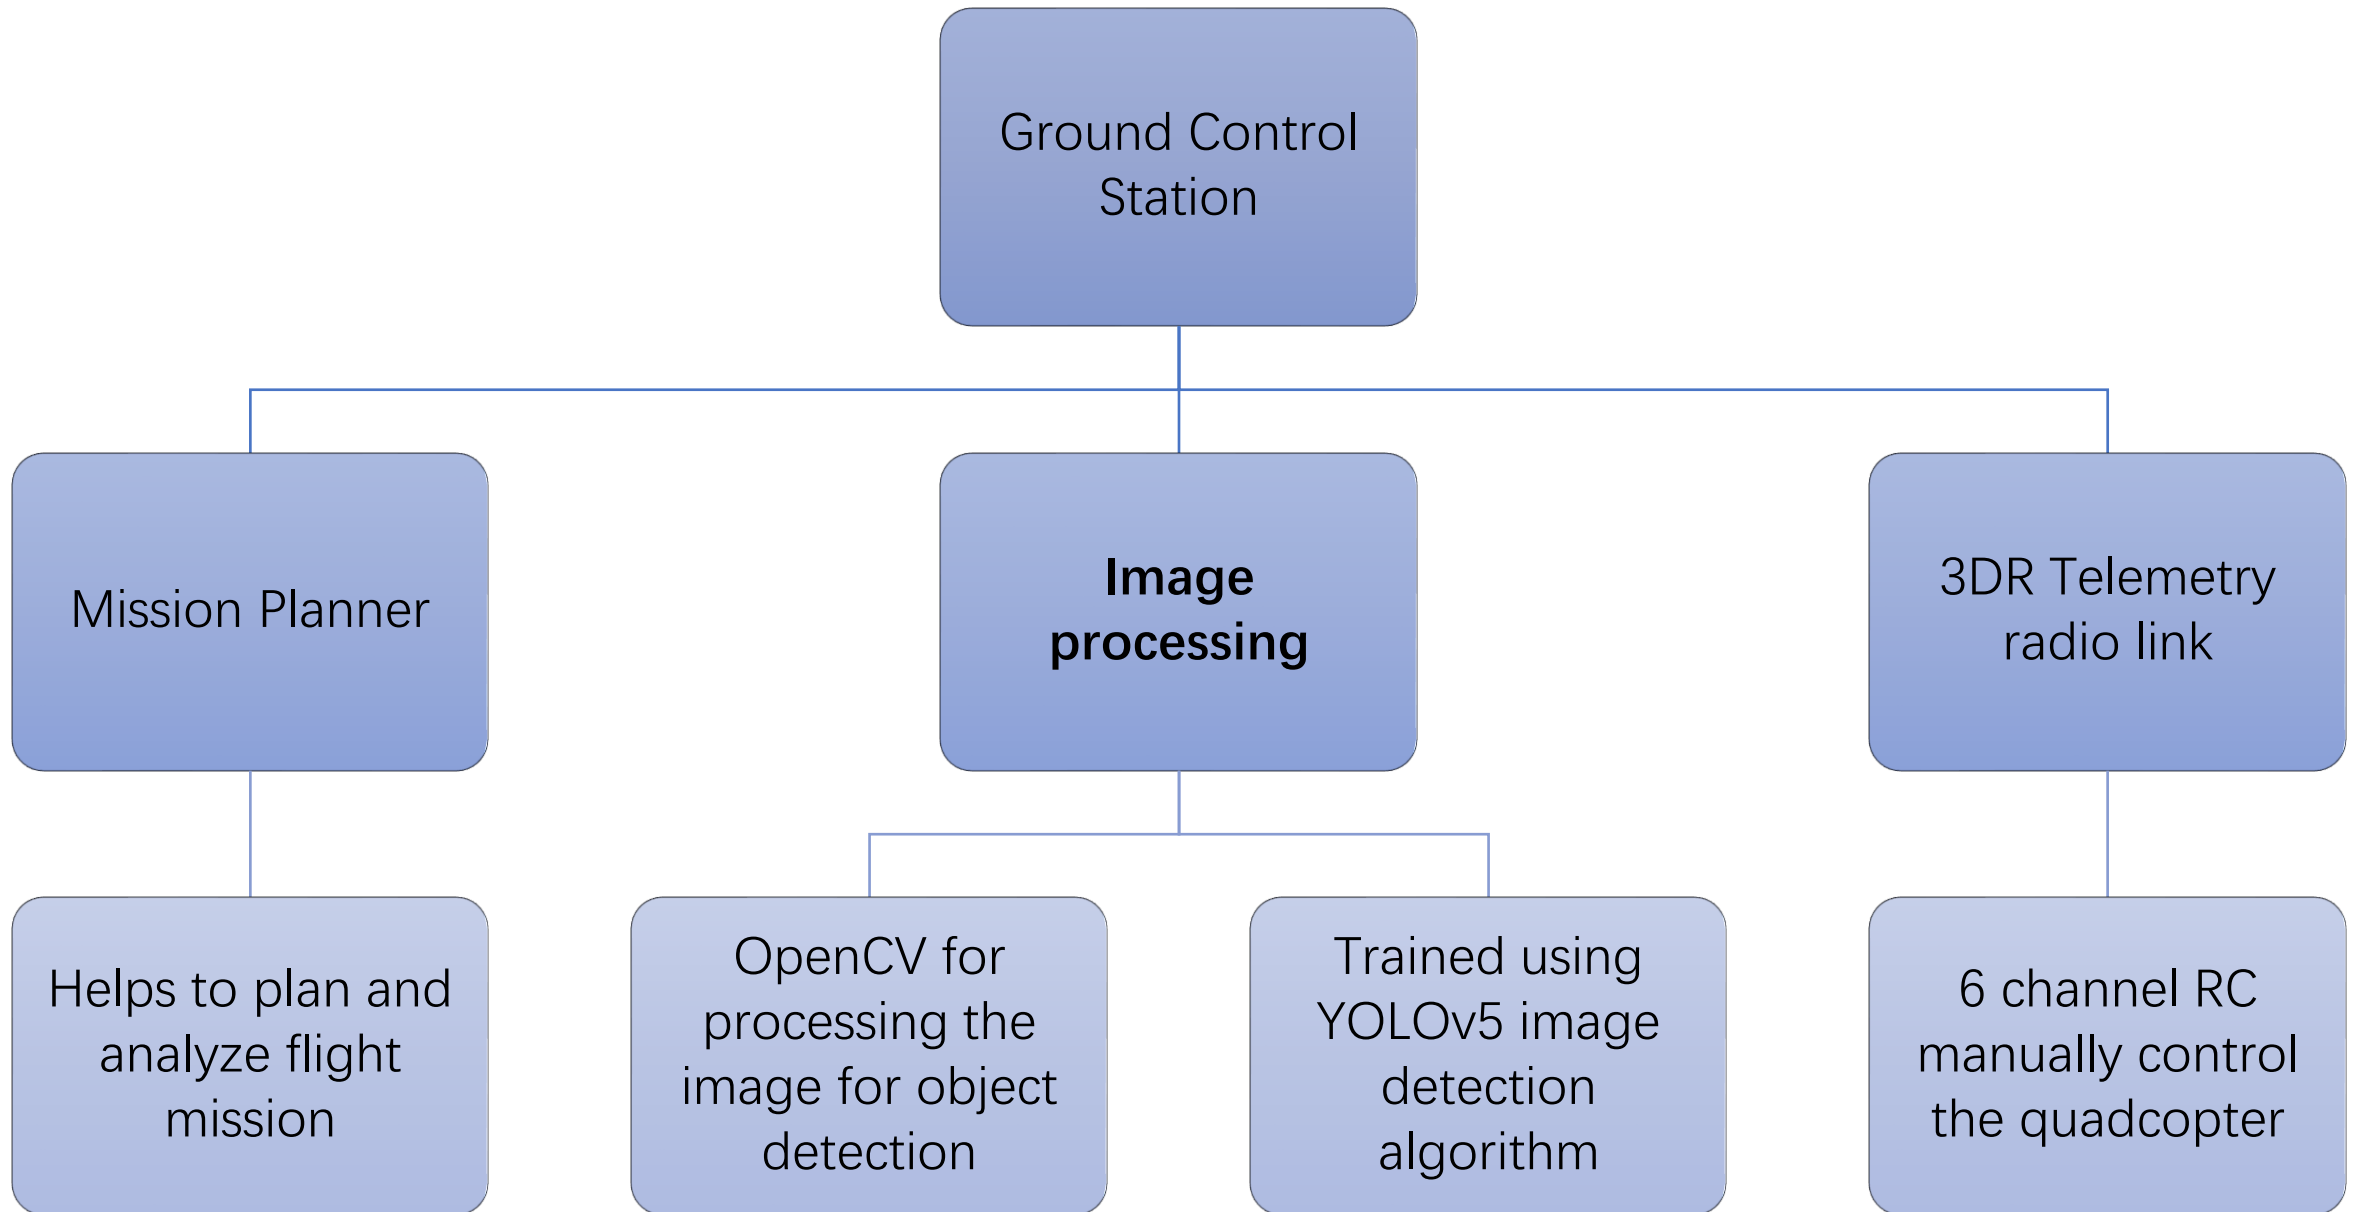 Ground Control
Station
Mission Planner
Image
processing
3DR Telemetry
radio link
Helps to plan and
analyze flight
mission
OpenCV for
processing the
image for object
detection
Trained using
YOLOv5 image
detection
algorithm
6 channel RC
manually control
the quadcopter